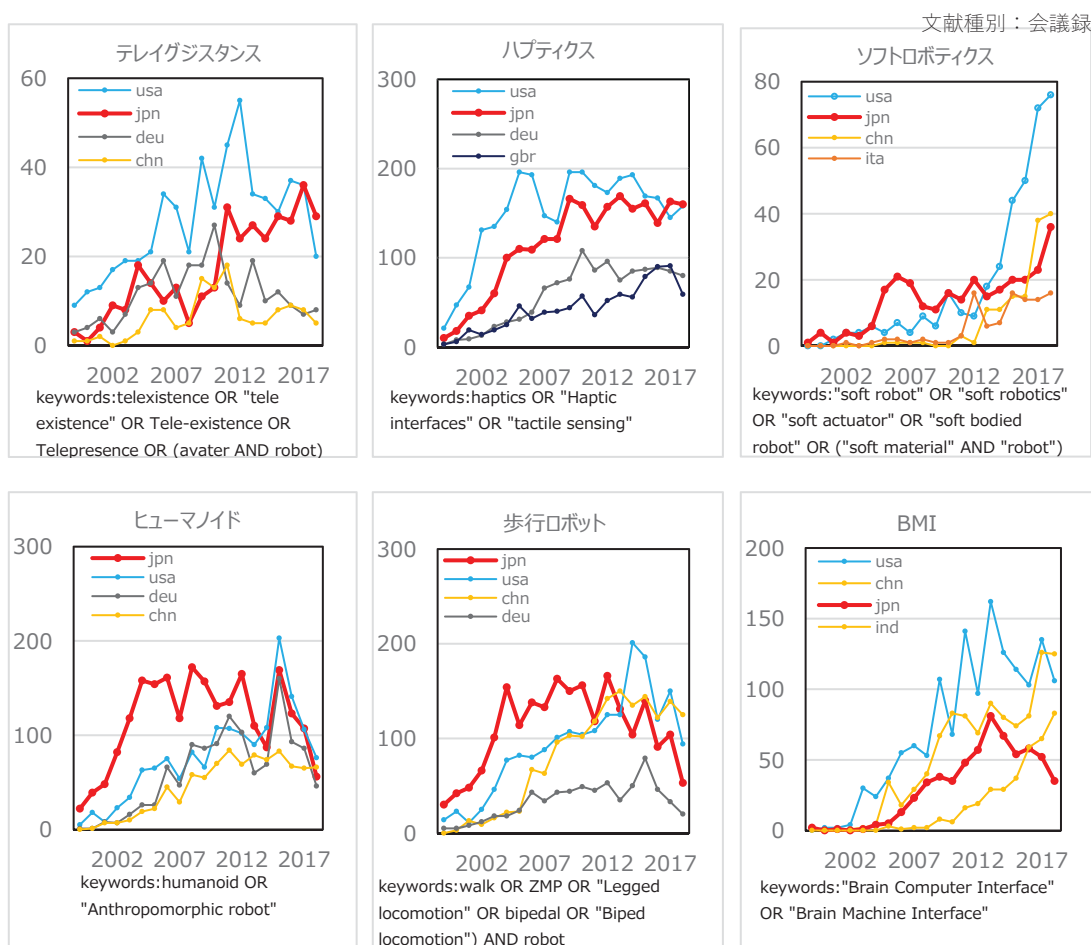 文献種別：会議録
テレイグジスタンス
60
40
20
0
usa
jpn
deu
chn
2002 2007 2012 2017
keywords:telexistence OR "tele
existence" OR Tele-existence OR
Telepresence OR (avater AND robot)
ハプティクス
300
200
100
0
usa
jpn
deu
gbr
2002 2007 2012 2017
keywords:haptics OR "Haptic
interfaces" OR "tactile sensing"
ソフトロボティクス
80
60
40
20
0
usa
jpn
chn
ita
2002 2007 2012 2017
keywords:"soft robot" OR "soft robotics"
OR "soft actuator" OR "soft bodied
robot" OR ("soft material" AND "robot")
ヒューマノイド
300
200
100
0
jpn
usa
deu
chn
2002 2007 2012 2017
keywords:humanoid OR
"Anthropomorphic robot"
歩行ロボット
300
200
100
0
jpn
usa
chn
deu
2002 2007 2012 2017
keywords:walk OR ZMP OR "Legged
locomotion" OR bipedal OR "Biped
locomotion") AND robot
BMI
200
150
100
50
0
usa
chn
jpn
ind
2002 2007 2012 2017
keywords:"Brain Computer Interface"
OR "Brain Machine Interface"